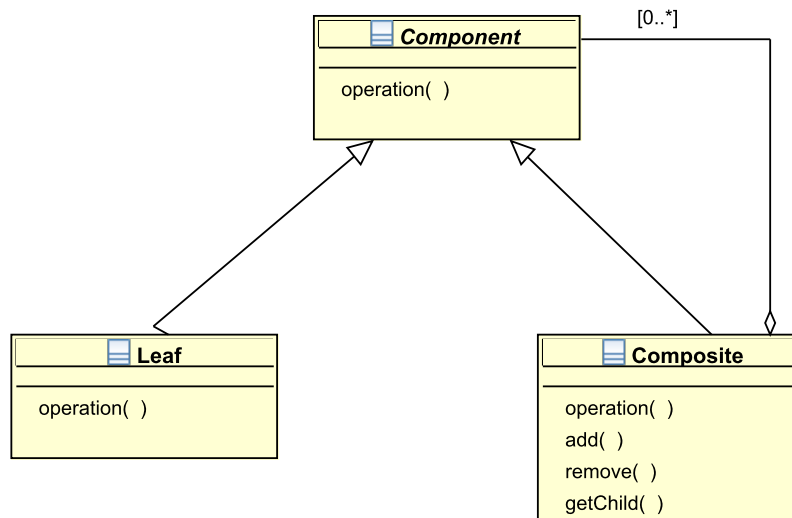 [0..*]
Component
operation(  )
Leaf
operation(  )
Composite
operation(  )
add(  )
remove(  )
getChild(  )